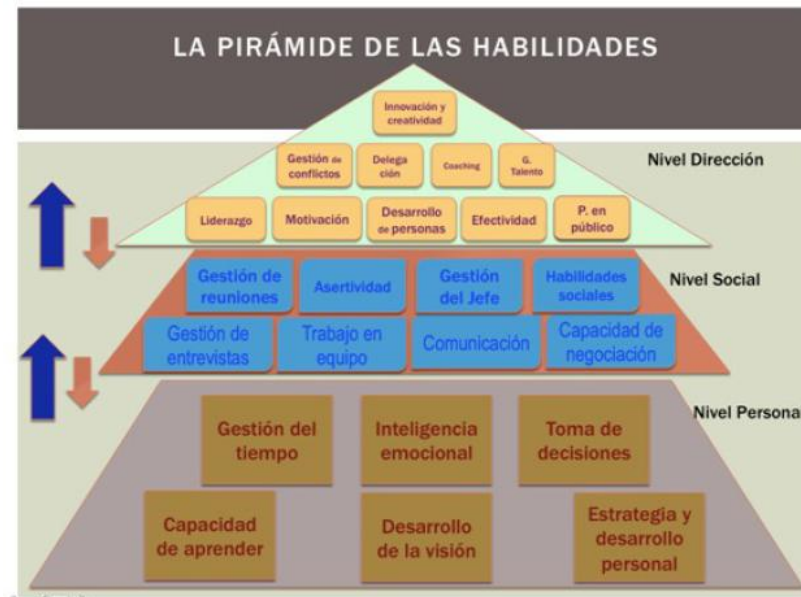 LA PIRÁMIDE DE LAS HABILIDADES
Innovación y
creatividad
Nivel Dirección
Gestión de
conflictos
Delega
ción
Coaching
G.
Talento
Liderazgo
Motivación
Desarrollo
de personas
Efectividad
P. en
público
Nivel Social
Gestión de
reuniones
Asertividad
Gestión
del Jefe
Habilidades
sociales
Gestión de
entrevistas
Trabajo en
equipo
Comunicación
Capacidad de
negociación
Nivel Persona
Gestión del
tiempo
Inteligencia
emocional
Toma de
decisiones
Capacidad
de aprender
Desarrollo
de la visión
Estrategia y
desarrollo
personal